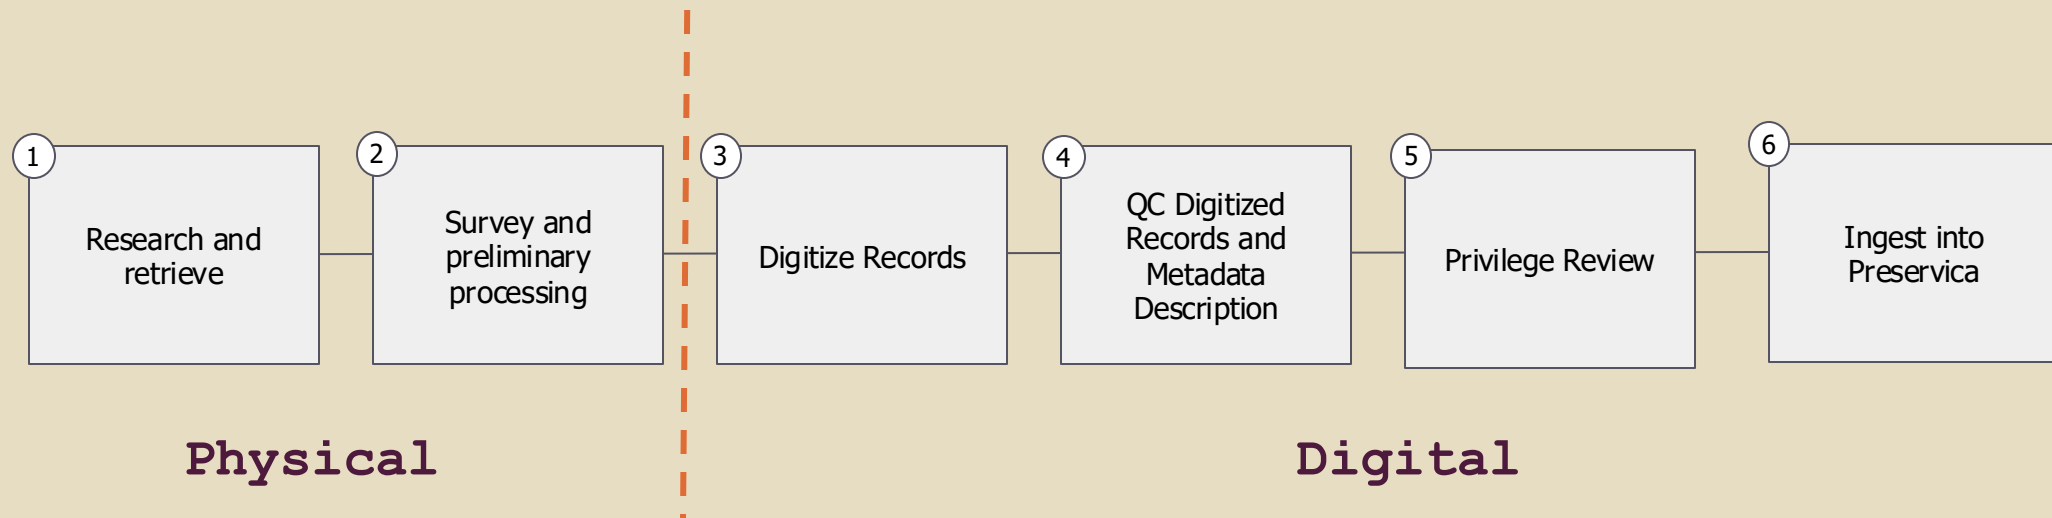 1
Research and
retrieve
2
Survey and
preliminary
processing
3
Digitize Records
4
QC Digitized
Records and
Metadata
Description
5
Privilege Review
6
Ingest into
Preservica
Physical
Digital